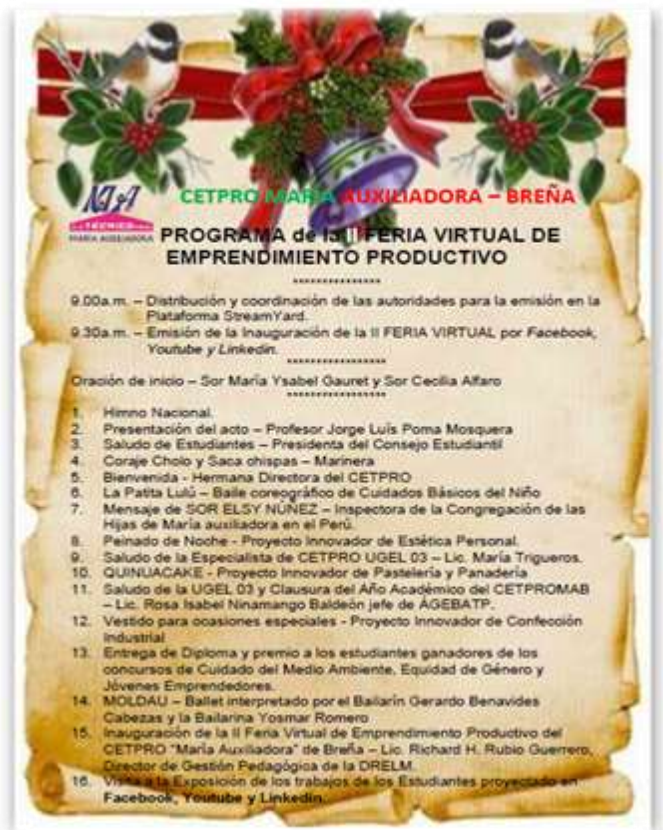 CETPRO MARÍA AUXILIADORA – BREÑA
TÉCNICO
MARÍA AUXILIADORA
PROGRAMA de la II FERIA VIRTUAL DE
EMPRENDIMIENTO PRODUCTIVO
***************
9.00a.m. – Distribución y coordinación de las autoridades para la emisión en la
Plataforma StreamYard.
9:30a.m. – Emisión de la Inauguración de la II FERIA VIRTUAL por Facebook,
Youtube y Linkedin.
*****************
Oración de inicio – Sor María Ysabel Gauret y Sor Cecilia Alfaro
*****************
1. Himno Nacional.
2. Presentación del acto – Profesor Jorge Luís Poma Mosquera
3. Saludo de Estudiantes – Presidenta del Consejo Estudiantil
4. Coraje Cholo y Saca chispas – Marinera
5. Bienvenida - Hermana Directora del CETPRO
6. La Patita Lulú – Baile coreográfico de Cuidados Básicos del Niño
7. Mensaje de SOR ELSY NÚNEZ – Inspectora de la Congregación de las
Hijas de María auxiliadora en el Perú.
8. Peinado de Noche - Proyecto Innovador de Estética Personal.
9. Saludo de la Especialista de CETPRO UGEL 03 – Lic. María Trigueros.
10. QUINUACAKE - Proyecto Innovador de Pastelería y Panadería
11. Saludo de la UGEL 03 y Clausura del Año Académico del CETPROMAB
– Lic. Rosa Isabel Ninamango Baldeón jefe de AGEBATP.
12. Vestido para ocasiones especiales - Proyecto Innovador de Confección
Industrial
13. Entrega de Diploma y premio a los estudiantes ganadores de los
concursos de Cuidado del Medio Ambiente, Equidad de Género y
Jóvenes Emprendedores.
14. MOLDAU – Ballet interpretado por el Bailarín Gerardo Benavides
Cabezas y la Bailarina Yosmar Romero
15. Inauguración de la II Feria Virtual de Emprendimiento Productivo del
CETPRO "María Auxiliadora" de Breña – Lic. Richard H. Rubio Guerrero,
Director de Gestión Pedagógica de la DRELM.
16. Visita a la Exposición de los trabajos de los Estudiantes proyectado en
Facebook, Youtube y Linkedin.